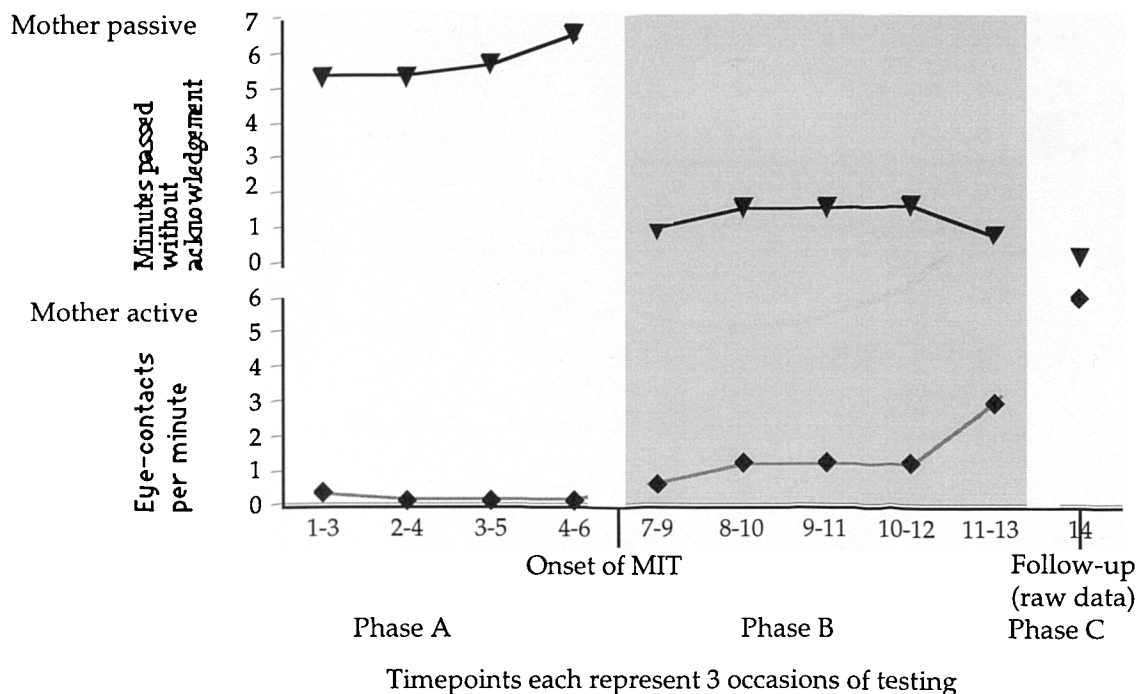 Mother passive
Minutes passed
without
acknowledgement
7
6
5
4
3
2
1
0
Mother active
Eye-contacts
per minute
6
5
4
3
2
1
0
1-3 2-4 3-5 4-6 7-9 8-10 9-11 10-12 11-13 14
Onset of MIT
Follow-up
(raw data)
Phase A Phase B Phase C
Timepoints each represent 3 occasions of testing